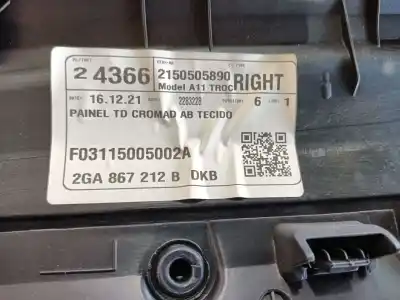 2 4366 2150505890 RIGHT
Model A11 TROC
DATE: 16.12.21 2283228 6 1
PAINEL TD CROMAD AB TECIDO
F03115005002A
2GA 867 212 B DKB